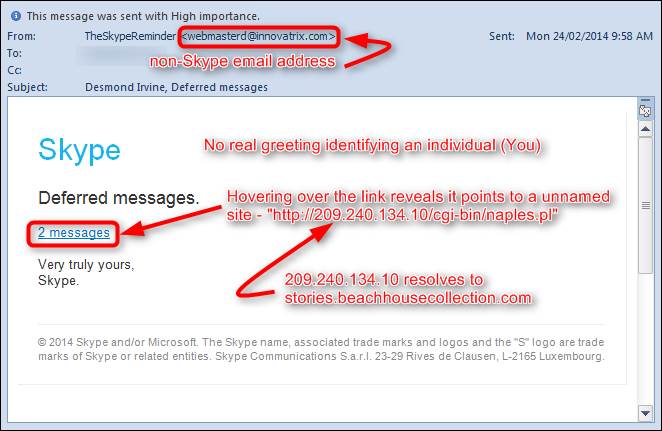 This message was sent with High importance.
From: TheSkypeReminder <webmasterd@innovatrix.com> Sent: Mon 24/02/2014 9:58 AM
non-Skype email address
To:
Cc:
Subject: Desmond Irvine, Deferred messages
Skype
No real greeting identifying an individual (You)
Deferred messages.
Hovering over the link reveals it points to a unnamed
site - "http://209.240.134.10/cgi-bin/naples.pl"
2 messages
Very truly yours,
Skype.
209.240.134.10 resolves to
stories.beachhousecollection.com
© 2014 Skype and/or Microsoft. The Skype name, associated trade marks and logos and the "S" logo are trade
marks of Skype or related entities. Skype Communications S.a.r.l. 23-29 Rives de Clausen, L-2165 Luxembourg.